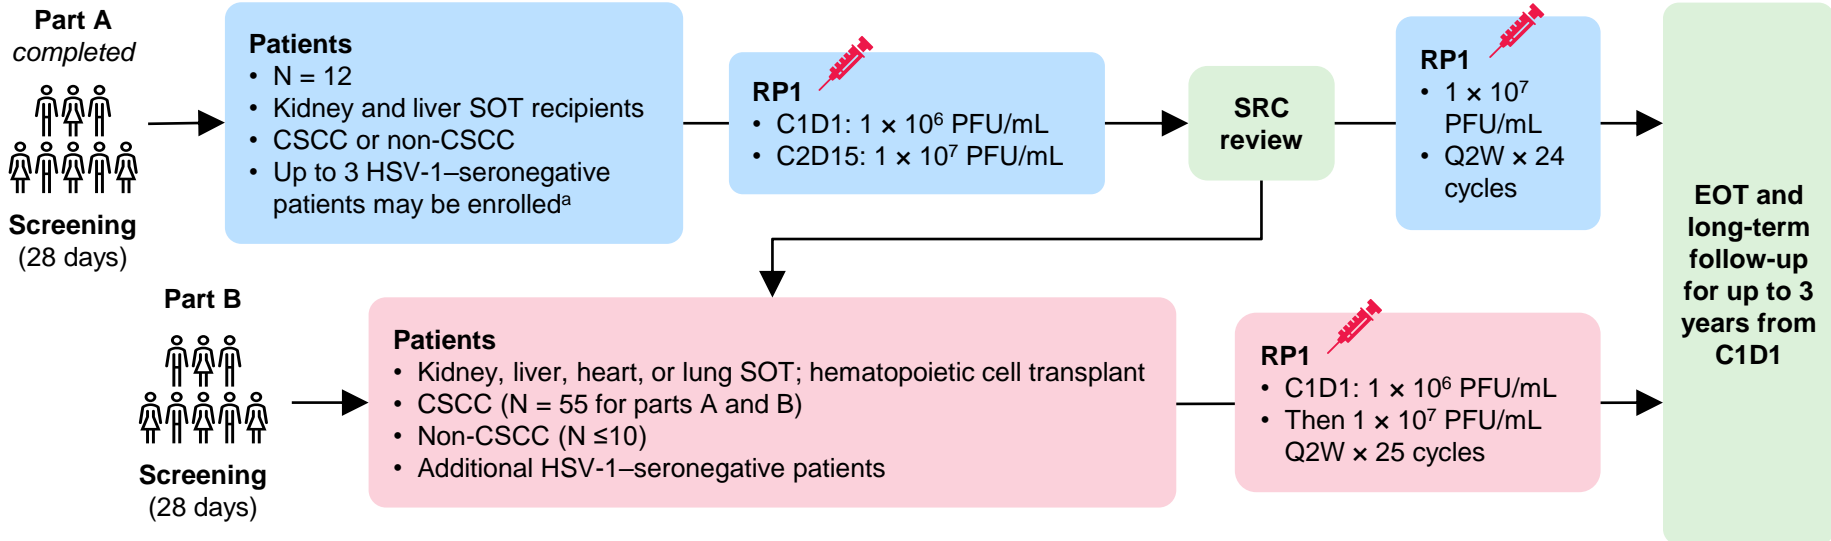 Part A
completed
Screening
(28 days)
Patients
• N = 12
• Kidney and liver SOT recipients
• CSCC or non-CSCC
• Up to 3 HSV-1–seronegative
patients may be enrolledᵃ
RP1
• C1D1: 1 × 10⁶ PFU/mL
• C2D15: 1 × 10⁷ PFU/mL
SRC
review
RP1
• 1 × 10⁷
PFU/mL
• Q2W × 24
cycles
EOT and
long-term
follow-up
for up to 3
years from
C1D1
Part B
Screening
(28 days)
Patients
• Kidney, liver, heart, or lung SOT; hematopoietic cell transplant
• CSCC (N = 55 for parts A and B)
• Non-CSCC (N ≤10)
• Additional HSV-1–seronegative patients
RP1
• C1D1: 1 × 10⁶ PFU/mL
• Then 1 × 10⁷ PFU/mL
Q2W × 25 cycles